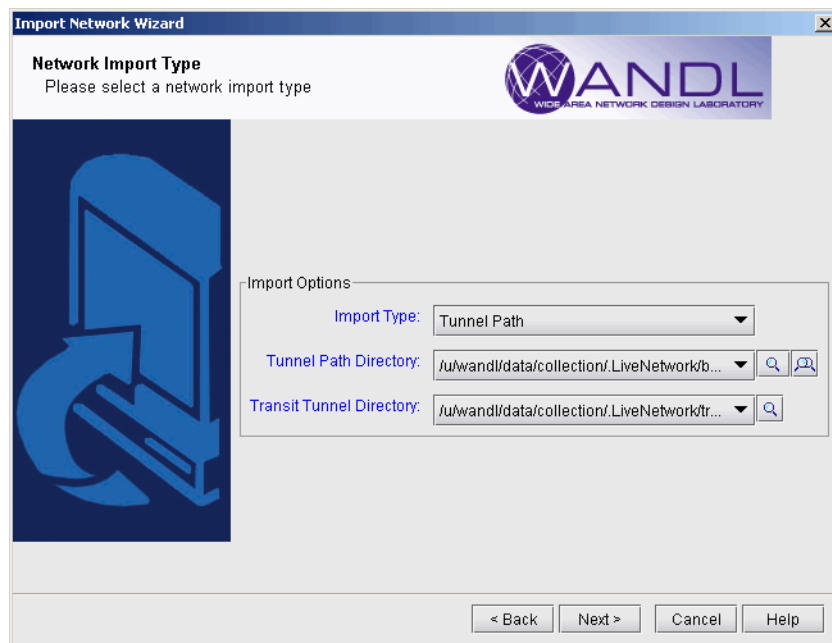 Import Network Wizard
Network Import Type
Please select a network import type
WANDL
WIDE AREA NETWORK DESIGN LABORATORY
Import Options
Import Type: Tunnel Path
Tunnel Path Directory: /u/wandl/data/collection/.LiveNetwork/b...
Transit Tunnel Directory: /u/wandl/data/collection/.LiveNetwork/tr...
< Back Next > Cancel Help